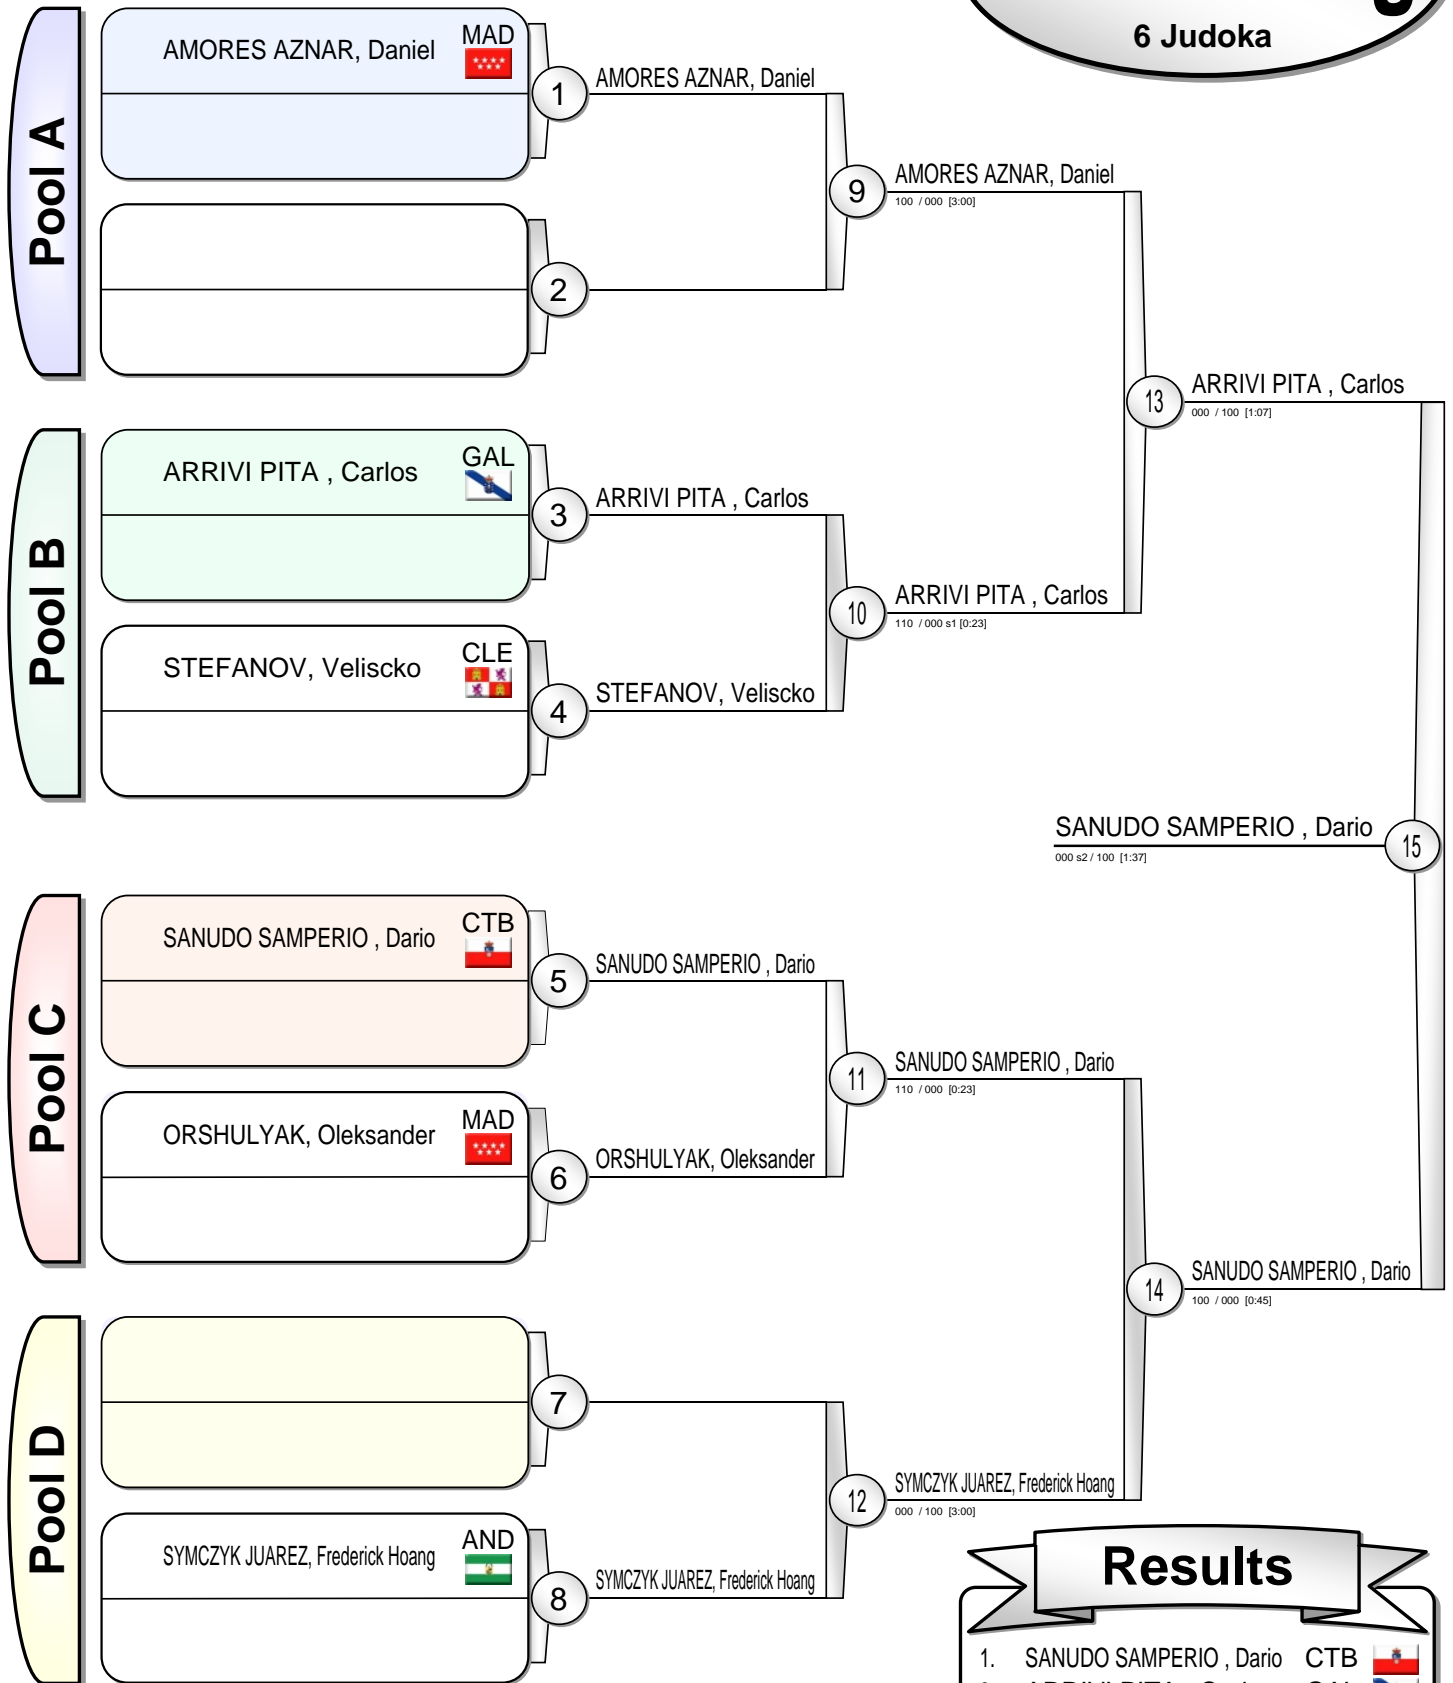 6 Judoka
Pool A
AMORES AZNAR, Daniel MAD
1
AMORES AZNAR, Daniel
2
9
AMORES AZNAR, Daniel
100 / 000 [3:00]
Pool B
ARRIVI PITA , Carlos GAL
3
ARRIVI PITA , Carlos
STEFANOV, Veliscko CLE
4
STEFANOV, Veliscko
10
ARRIVI PITA , Carlos
110 / 000 s1 [0:23]
13
ARRIVI PITA , Carlos
000 / 100 [1:07]
SANUDO SAMPERIO , Dario
000 s2 / 100 [1:37]
15
Pool C
SANUDO SAMPERIO , Dario CTB
5
SANUDO SAMPERIO , Dario
ORSHULYAK, Oleksander MAD
6
ORSHULYAK, Oleksander
11
SANUDO SAMPERIO , Dario
110 / 000 [0:23]
14
SANUDO SAMPERIO , Dario
100 / 000 [0:45]
Pool D
7
SYMCZYK JUAREZ, Frederick Hoang AND
8
SYMCZYK JUAREZ, Frederick Hoang
12
SYMCZYK JUAREZ, Frederick Hoang
000 / 100 [3:00]
Results
1. SANUDO SAMPERIO , Dario CTB